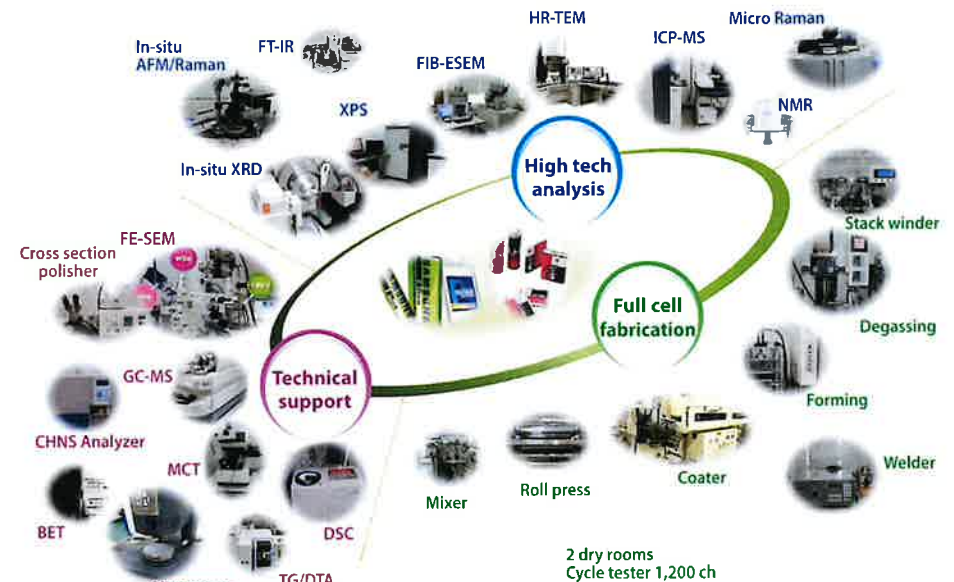 HR-TEM
Micro Raman
In-situ
AFM/Raman
FT-IR
ICP-MS
FIB-ESEM
XPS
NMR
High tech
analysis
In-situ XRD
Stack winder
FE-SEM
Cross section
polisher
Full cell
fabrication
Degassing
GC-MS
Technical
support
Forming
CHNS Analyzer
MCT
Welder
Coater
Roll press
Mixer
BET
DSC
2 dry rooms
Cycle tester 1,200 ch
TG/DTA